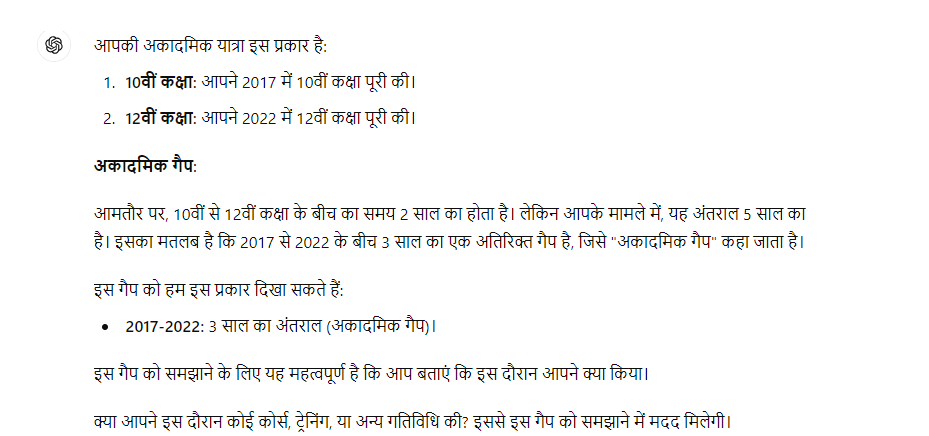 आपकी अकादमिक यात्रा इस प्रकार है:
1. 10वीं कक्षा: आपने 2017 में 10वीं कक्षा पूरी की।
2. 12वीं कक्षा: आपने 2022 में 12वीं कक्षा पूरी की।
अकादमिक गैप:
आमतौर पर, 10वीं से 12वीं कक्षा के बीच का समय 2 साल का होता है। लेकिन आपके मामले में, यह अंतराल 5 साल का
है। इसका मतलब है कि 2017 से 2022 के बीच 3 साल का एक अतिरिक्त गैप है, जिसे "अकादमिक गैप" कहा जाता है।
इस गैप को हम इस प्रकार दिखा सकते हैं:
• 2017-2022: 3 साल का अंतराल (अकादमिक गैप)।
इस गैप को समझाने के लिए यह महत्वपूर्ण है कि आप बताएं कि इस दौरान आपने क्या किया।
क्या आपने इस दौरान कोई कोर्स, ट्रेनिंग, या अन्य गतिविधि की? इससे इस गैप को समझाने में मदद मिलेगी।